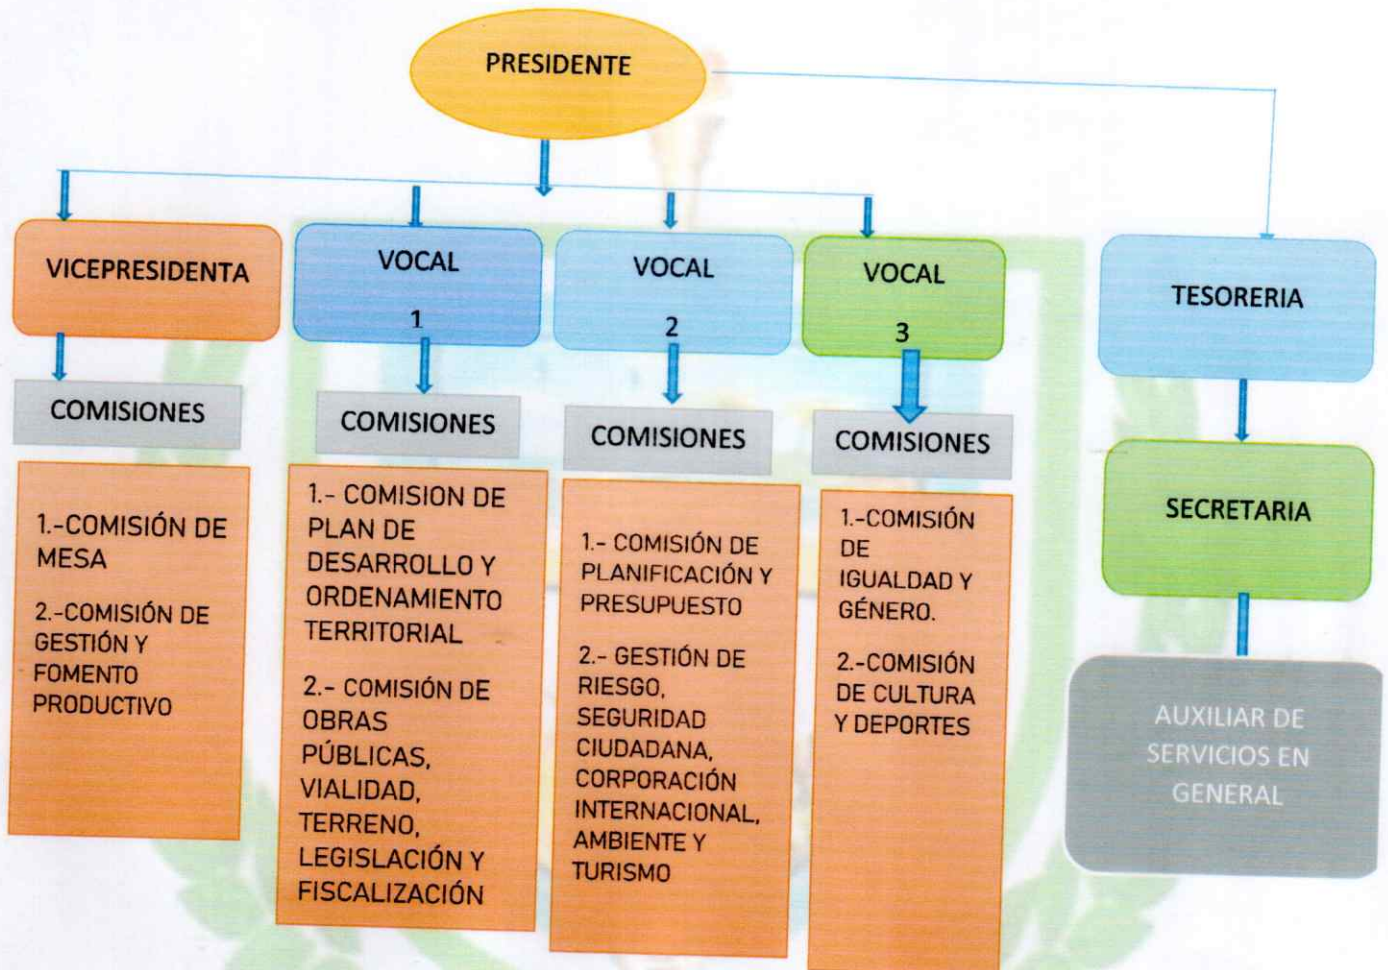 PRESIDENTE
VICEPRESIDENTA
VOCAL
1
VOCAL
2
VOCAL
3
TESORERIA
COMISIONES
COMISIONES
COMISIONES
COMISIONES
SECRETARIA
1.-COMISIÓN DE
MESA
2.-COMISIÓN DE
GESTIÓN Y
FOMENTO
PRODUCTIVO
1.- COMISION DE
PLAN DE
DESARROLLO Y
ORDENAMIENTO
TERRITORIAL
2.- COMISIÓN DE
OBRAS
PÚBLICAS,
VIALIDAD,
TERRENO,
LEGISLACIÓN Y
FISCALIZACIÓN
1.- COMISIÓN DE
PLANIFICACIÓN Y
PRESUPUESTO
2.- GESTIÓN DE
RIESGO,
SEGURIDAD
CIUDADANA,
CORPORACIÓN
INTERNACIONAL,
AMBIENTE Y
TURISMO
1.-COMISIÓN
DE
IGUALDAD Y
GÉNERO.
2.-COMISIÓN
DE CULTURA
Y DEPORTES
AUXILIAR DE
SERVICIOS EN
GENERAL